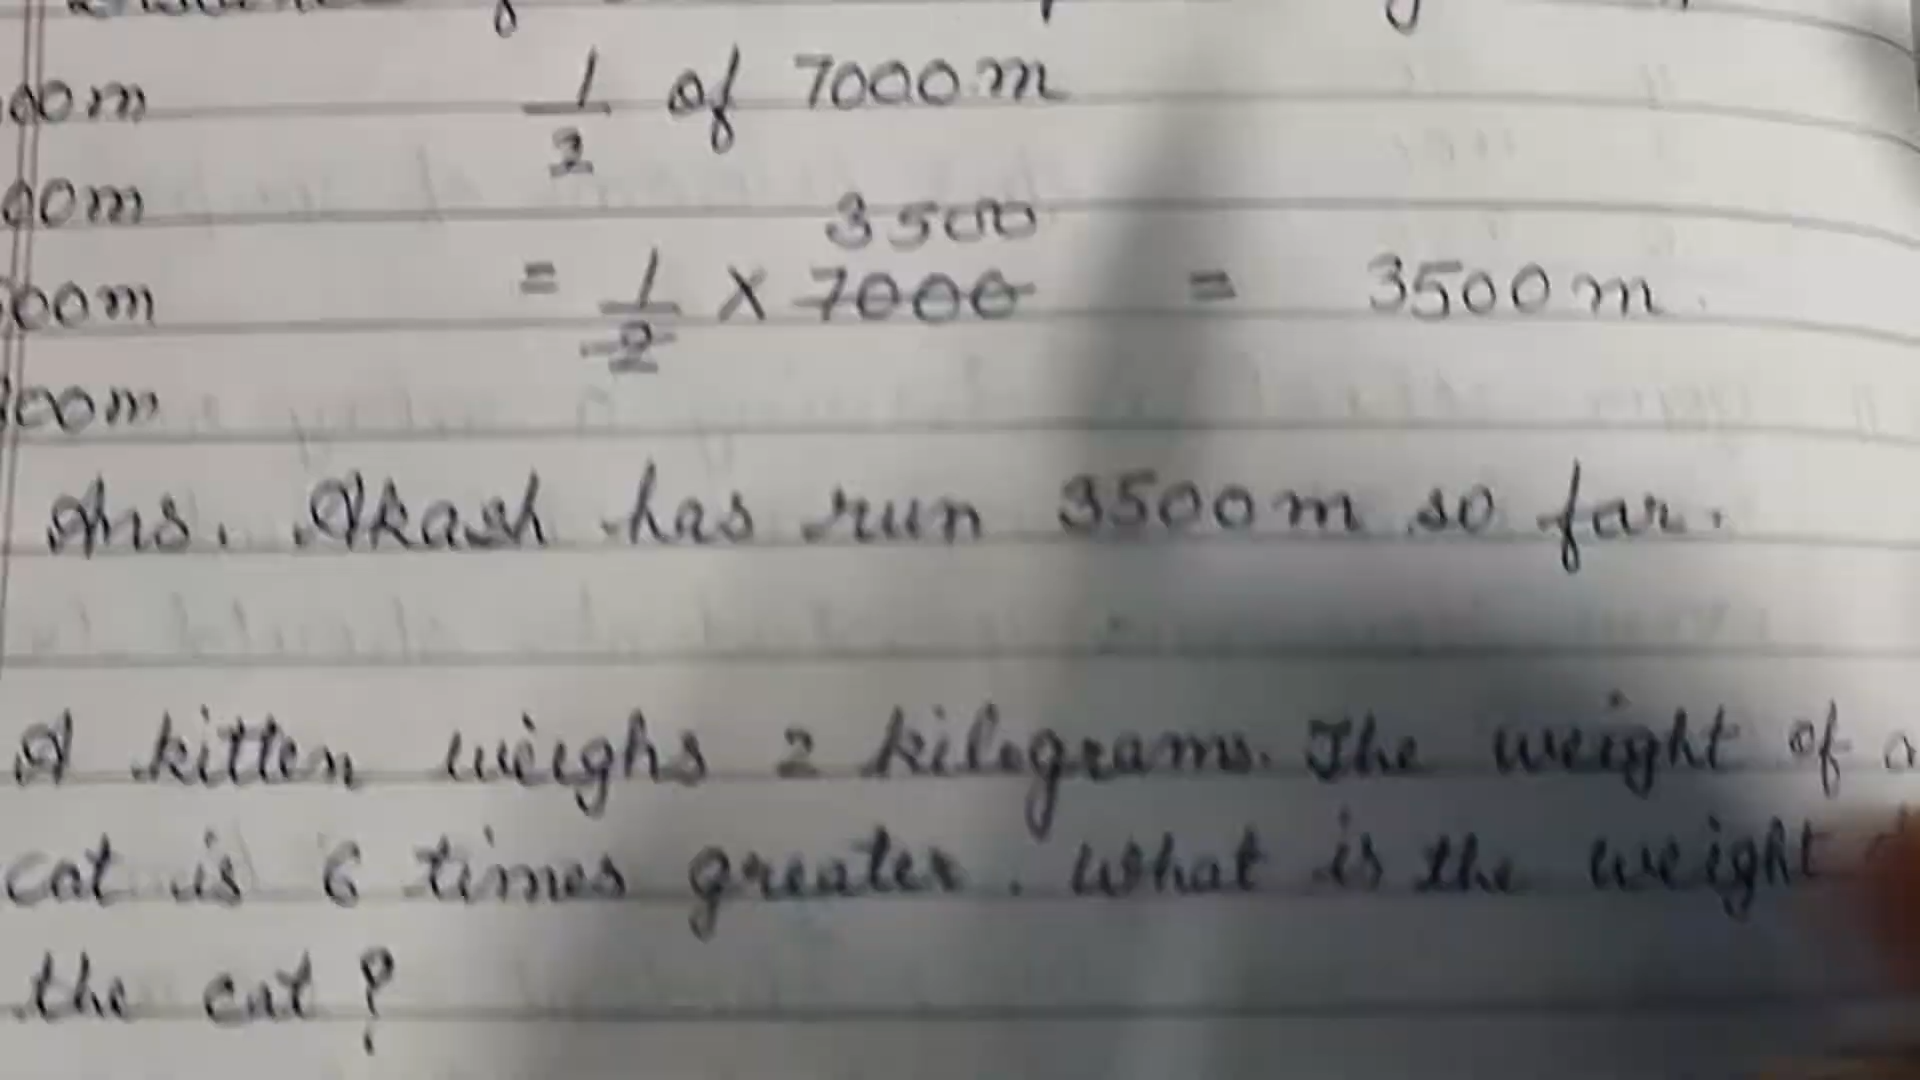 1/2 of 7000m
00m
00m
3500
= 1/2 × 7000 = 3500m.
00m
00m
Ans. Akash has run 3500m so far.
A kitten weighs 2 kilograms. The weight of a
cat is 6 times greater. What is the weight
the cat?